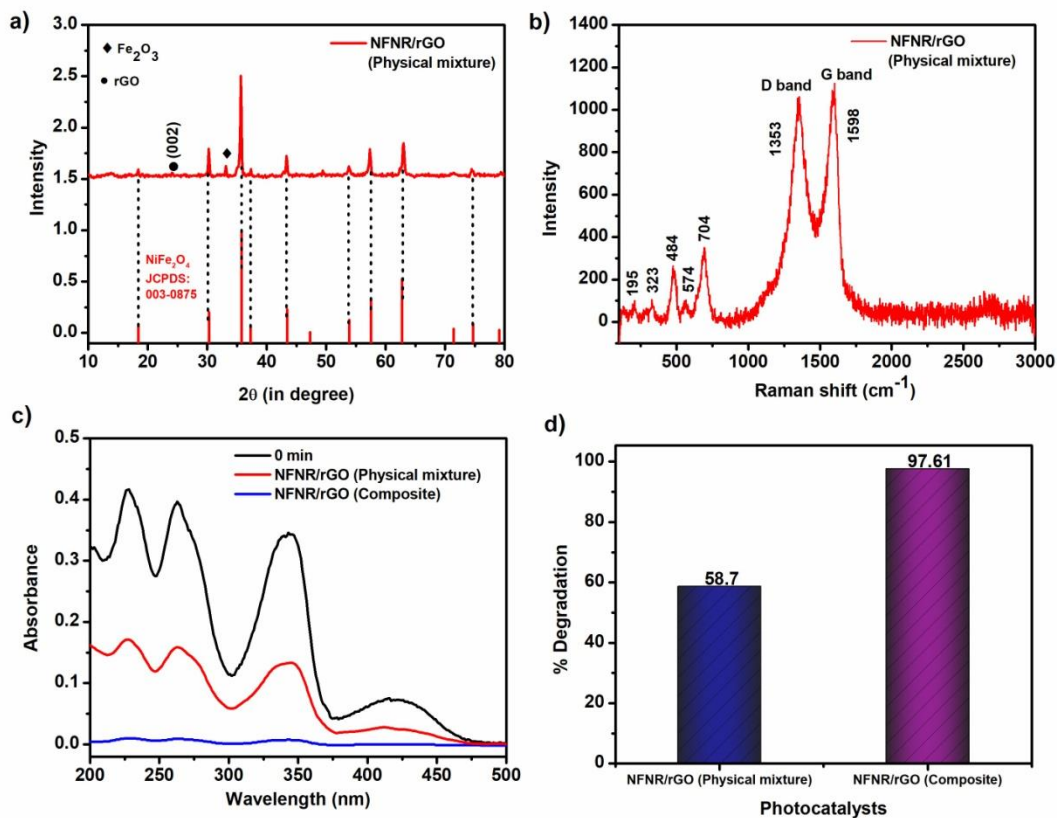 a)
♦ Fe2O3
● rGO
NFNR/rGO
(Physical mixture)
(002)
NiFe2O4
JCPDS:
003-0875
3.0
2.5
2.0
1.5
1.0
0.5
0.0
Intensity
10 20 30 40 50 60 70 80
2θ (in degree)
b)
NFNR/rGO
(Physical mixture)
D band
G band
1353
1598
195
323
484
574
704
1400
1200
1000
800
600
400
200
0
Intensity
500 1000 1500 2000 2500 3000
Raman shift (cm-1)
c)
0 min
NFNR/rGO (Physical mixture)
NFNR/rGO (Composite)
0.5
0.4
0.3
0.2
0.1
0.0
Absorbance
200 250 300 350 400 450 500
Wavelength (nm)
d)
58.7
97.61
100
80
60
40
20
0
% Degradation
NFNR/rGO (Physical mixture)
NFNR/rGO (Composite)
Photocatalysts